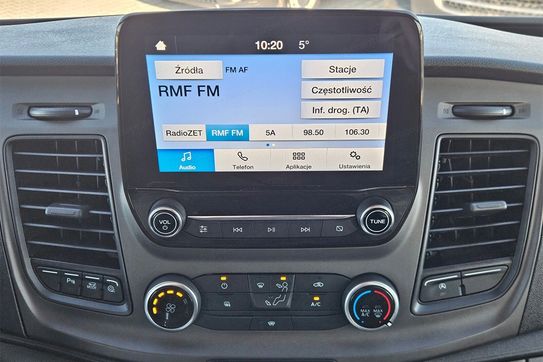 10:20 5°
Źródła FM AF Stacje
RMF FM
Częstotliwość
Inf. drog. (TA)
RadioZET RMF FM 5A 98.50 106.30
Audio Telefon Aplikacje Ustawienia
VOL
TUNE
A/C
MAX A/C MAX